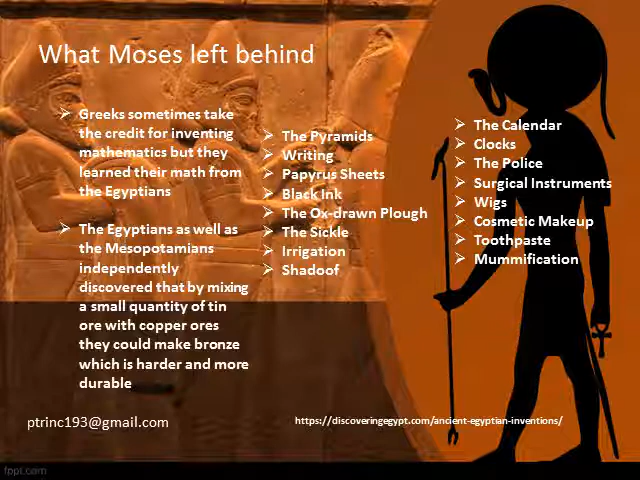 What Moses left behind
➢ Greeks sometimes take
the credit for inventing
mathematics but they
learned their math from
the Egyptians
➢ The Egyptians as well as
the Mesopotamians
independently
discovered that by mixing
a small quantity of tin
ore with copper ores
they could make bronze
which is harder and more
durable
➢ The Pyramids
➢ Writing
➢ Papyrus Sheets
➢ Black Ink
➢ The Ox-drawn Plough
➢ The Sickle
➢ Irrigation
➢ Shadoof
➢ The Calendar
➢ Clocks
➢ The Police
➢ Surgical Instruments
➢ Wigs
➢ Cosmetic Makeup
➢ Toothpaste
➢ Mummification
ptrinc193@gmail.com
https://discoveringegypt.com/ancient-egyptian-inventions/
fppt.com